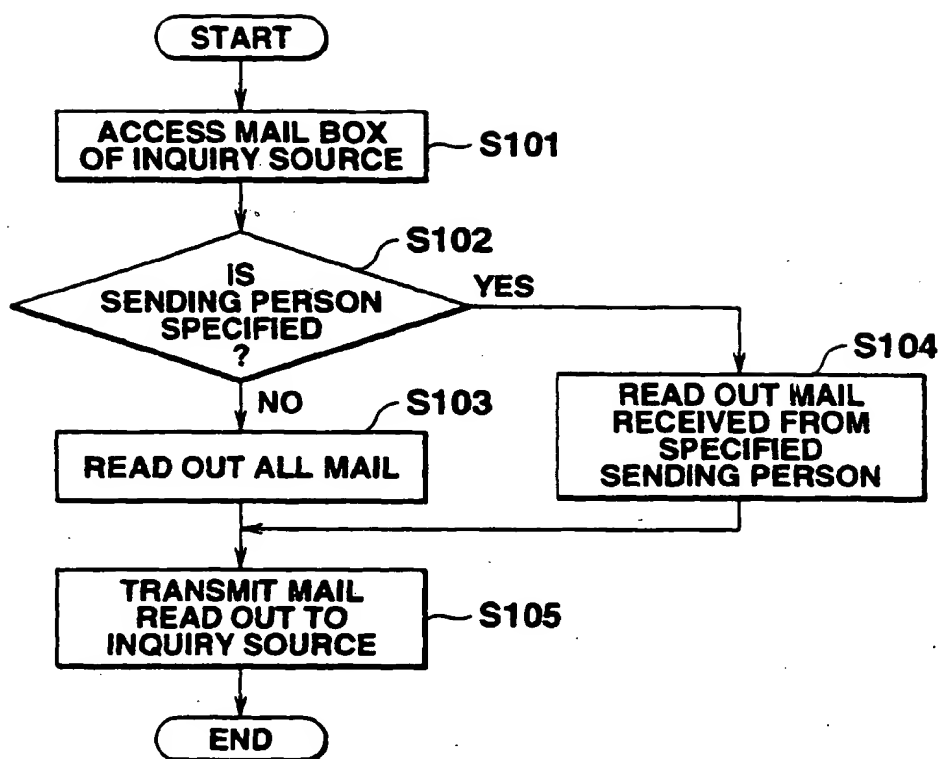 START
ACCESS MAIL BOX
OF INQUIRY SOURCE
S101
S102
IS
SENDING PERSON
SPECIFIED
?
YES
NO
S103
READ OUT ALL MAIL
S104
READ OUT MAIL
RECEIVED FROM
SPECIFIED
SENDING PERSON
TRANSMIT MAIL
READ OUT TO
INQUIRY SOURCE
S105
END